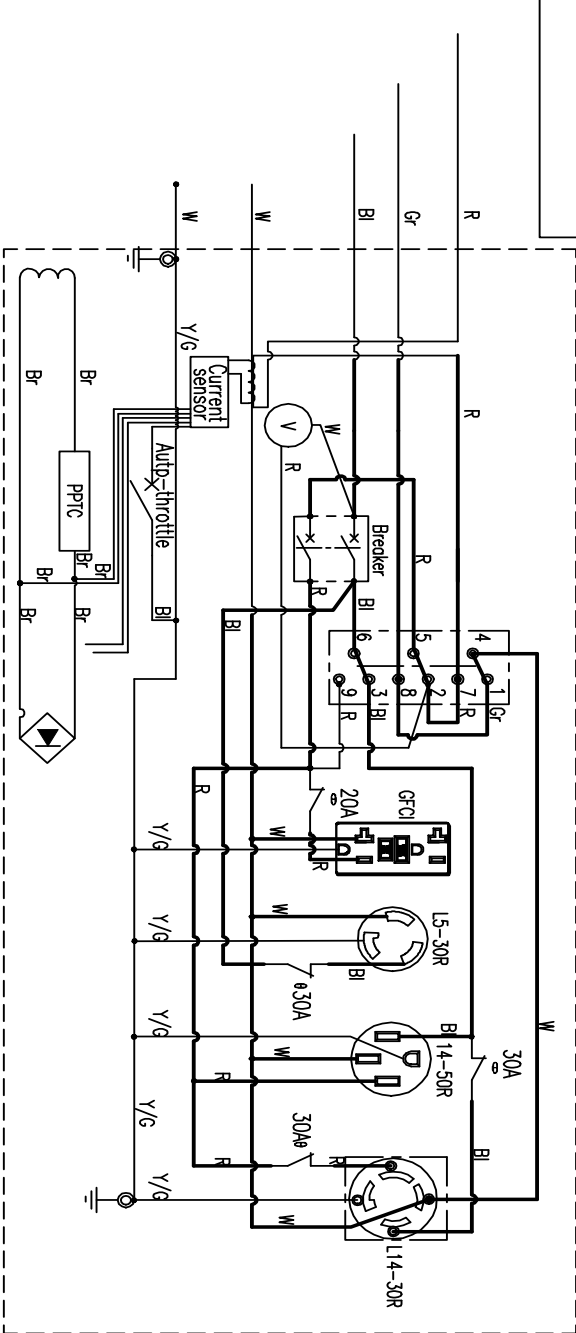 W
R
R
4
1
Gr
7
R
30A
Bl
Gr
5
2
8
GFCI
L5-30R
14-50R
L14-30R
R
Bl
Breaker
Bl
6
3
Bl
9
R
Bl
20A
R
Bl
30A
R
30A
W
V
R
R
Bl
W
W
W
W
W
R
R
R
W
Current
sensor
Y/G
Autp-throttle
Bl
Y/G
Y/G
Y/G
Y/G
Y/G
Br
PPTC
Br
Br
Br
Br
Br
Br